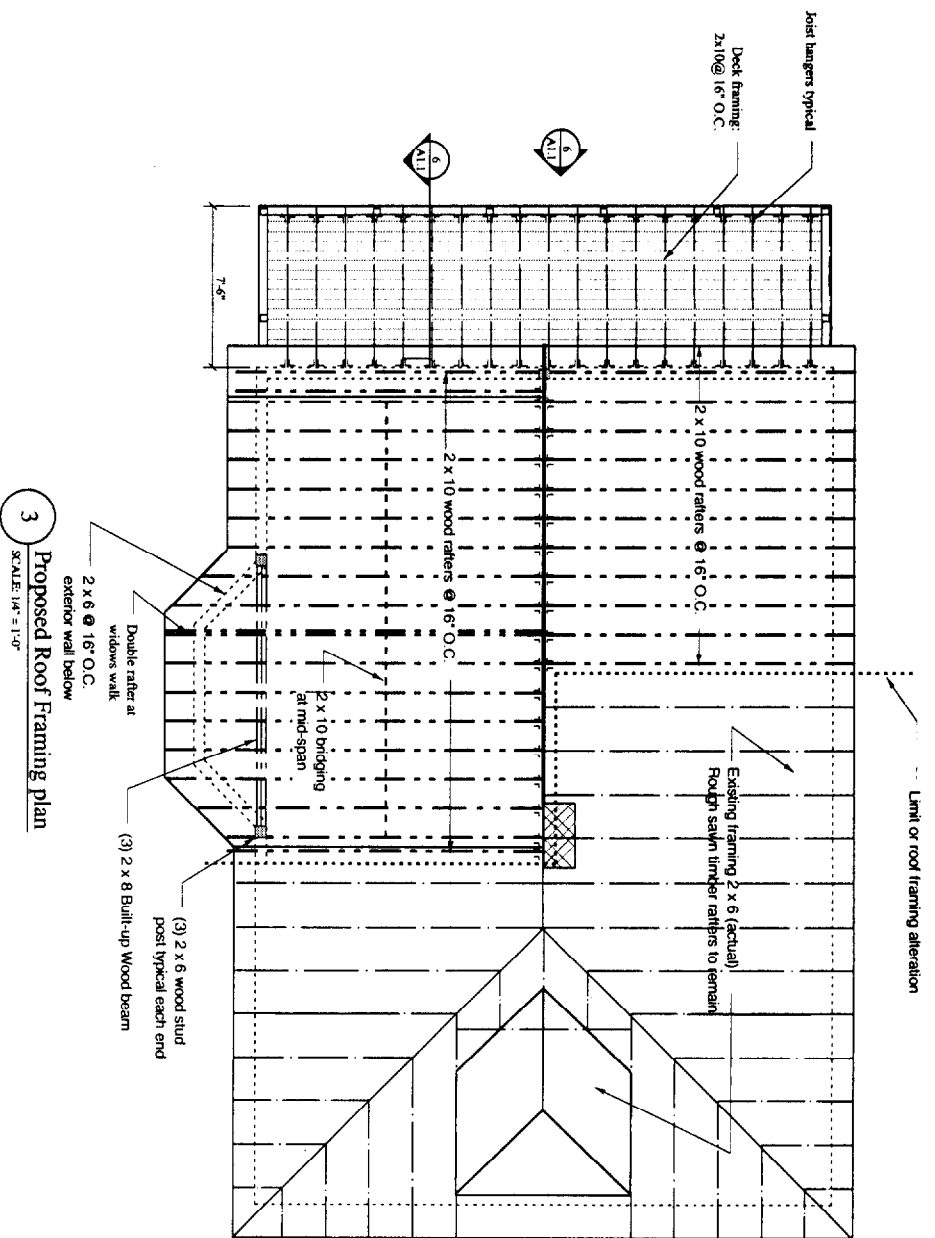 Joist hangers typical
Deck framing:
2x10@ 16" O.C.
6
A1.1
6
A1.1
7'-6"
2 x 10 wood rafters @ 16" O.C.
2 x 10 wood rafters @ 16" O.C.
Limit or roof framing alteration
Existing framing 2 x 6 (actual)
Rough sawn timber rafters to remain
2 x 10 bridging
at mid-span
Double rafter at
widows walk
2 x 6 @ 16" O.C.
exterior wall below
(3) 2 x 6 wood stud
post typical each end
(3) 2 x 8 Built-up Wood beam
3
Proposed Roof Framing plan
SCALE: 1/4" = 1'-0"